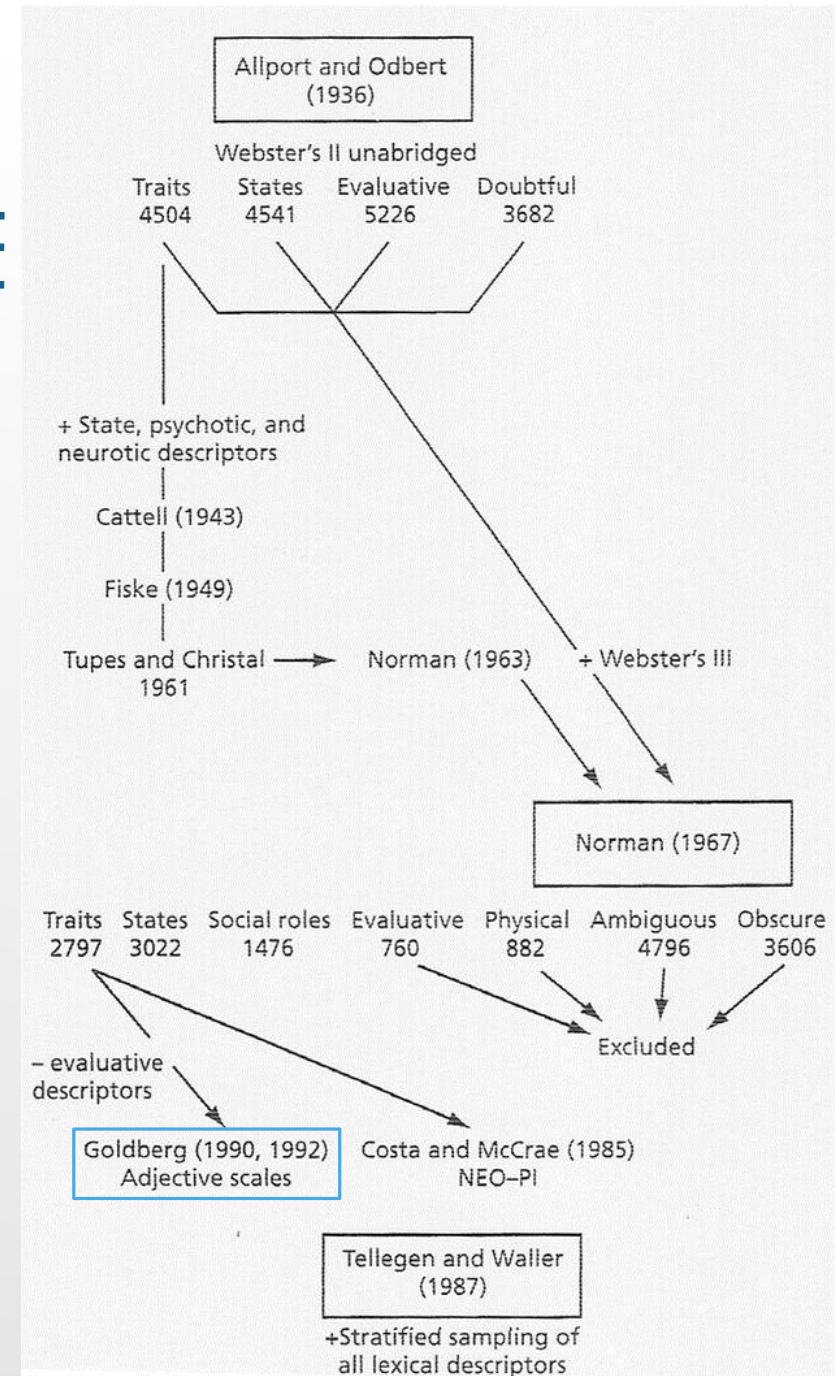 Allport and Odbert
(1936)
Webster's II unabridged
Traits States Evaluative Doubtful
4504 4541 5226 3682
+ State, psychotic, and
neurotic descriptors
Cattell (1943)
Fiske (1949)
Tupes and Christal
1961
Norman (1963)
+ Webster's III
Norman (1967)
Traits States Social roles Evaluative Physical Ambiguous Obscure
2797 3022 1476 760 882 4796 3606
Excluded
– evaluative
descriptors
Goldberg (1990, 1992)
Adjective scales
Costa and McCrae (1985)
NEO–PI
Tellegen and Waller
(1987)
+Stratified sampling of
all lexical descriptors